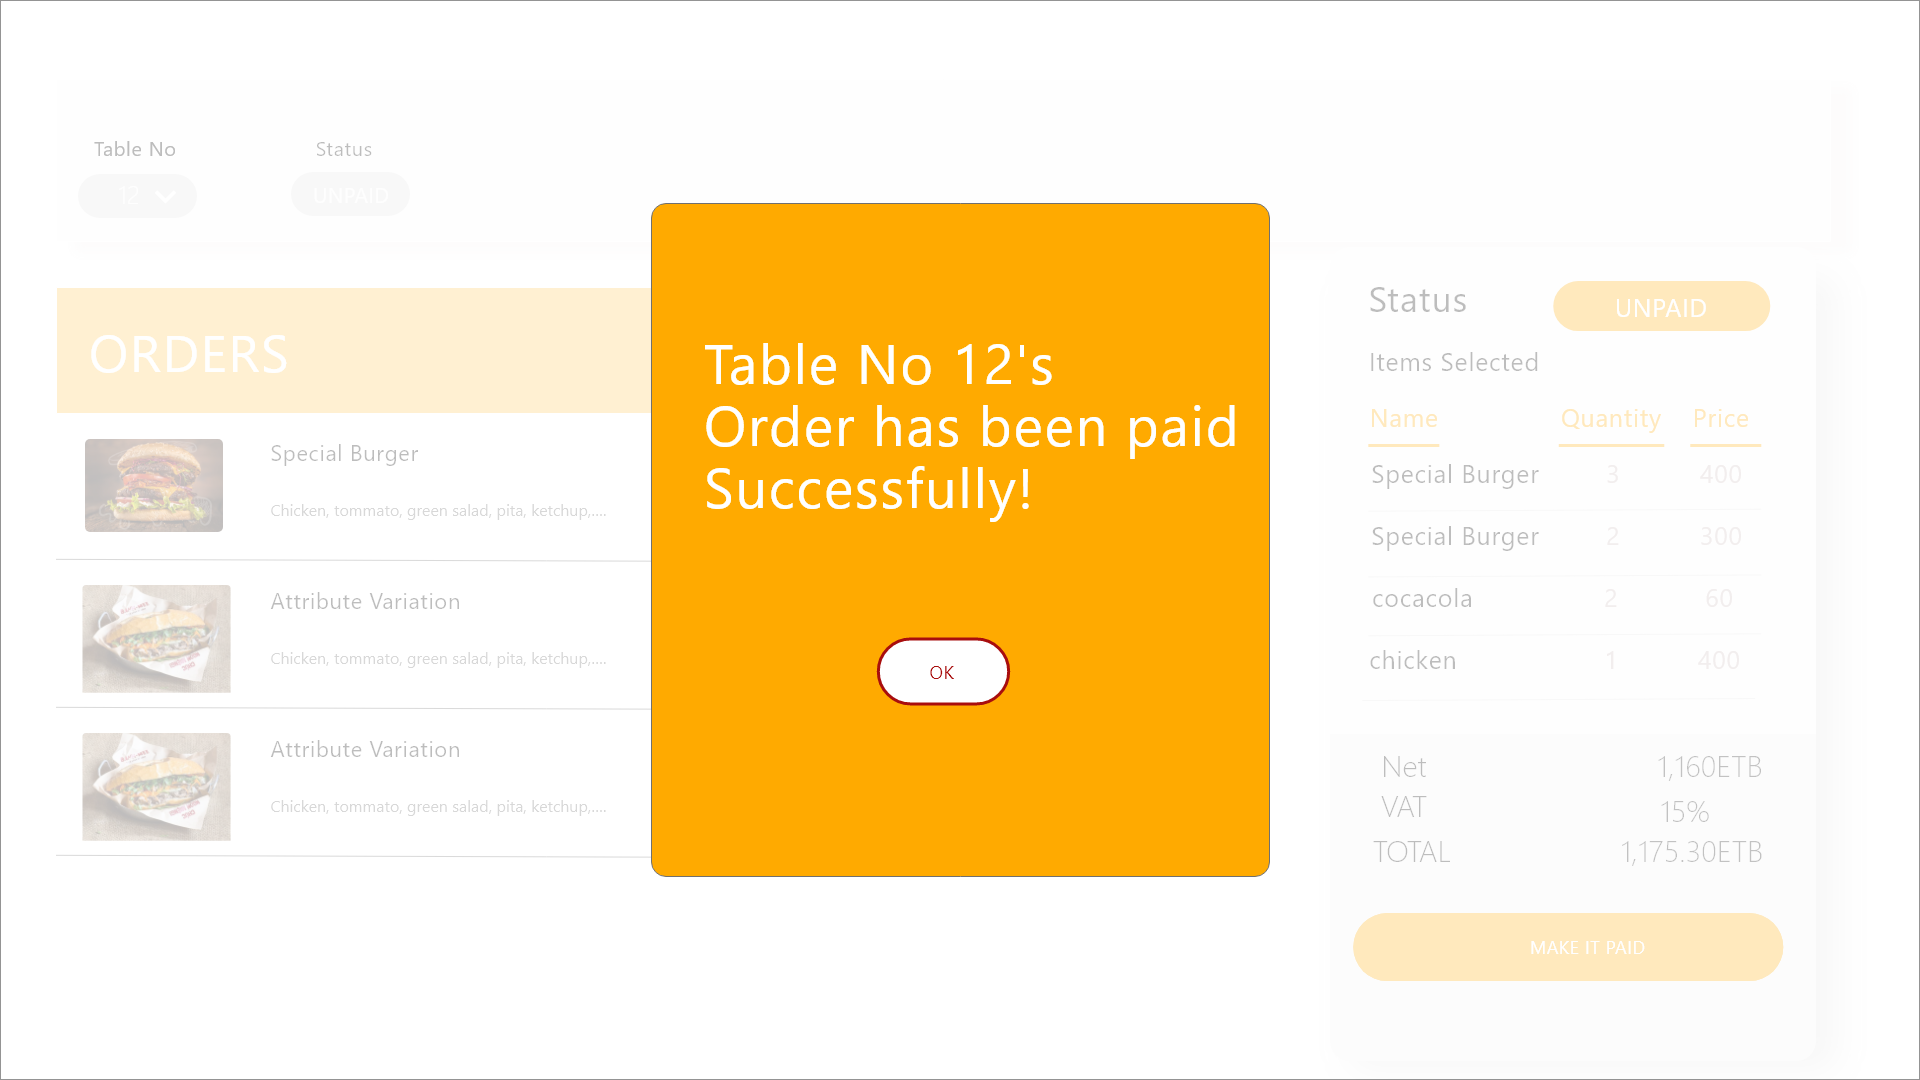 Table No
Status
12
UNPAID
ORDERS
Special Burger
Chicken, tommato, green salad, pita, ketchup,....
Attribute Variation
Chicken, tommato, green salad, pita, ketchup,....
Attribute Variation
Chicken, tommato, green salad, pita, ketchup,....
Table No 12's
Order has been paid
Successfully!
OK
Status
UNPAID
Items Selected
Name Quantity Price
Special Burger 3 400
Special Burger 2 300
cocacola 2 60
chicken 1 400
Net 1,160ETB
VAT 15%
TOTAL 1,175.30ETB
MAKE IT PAID